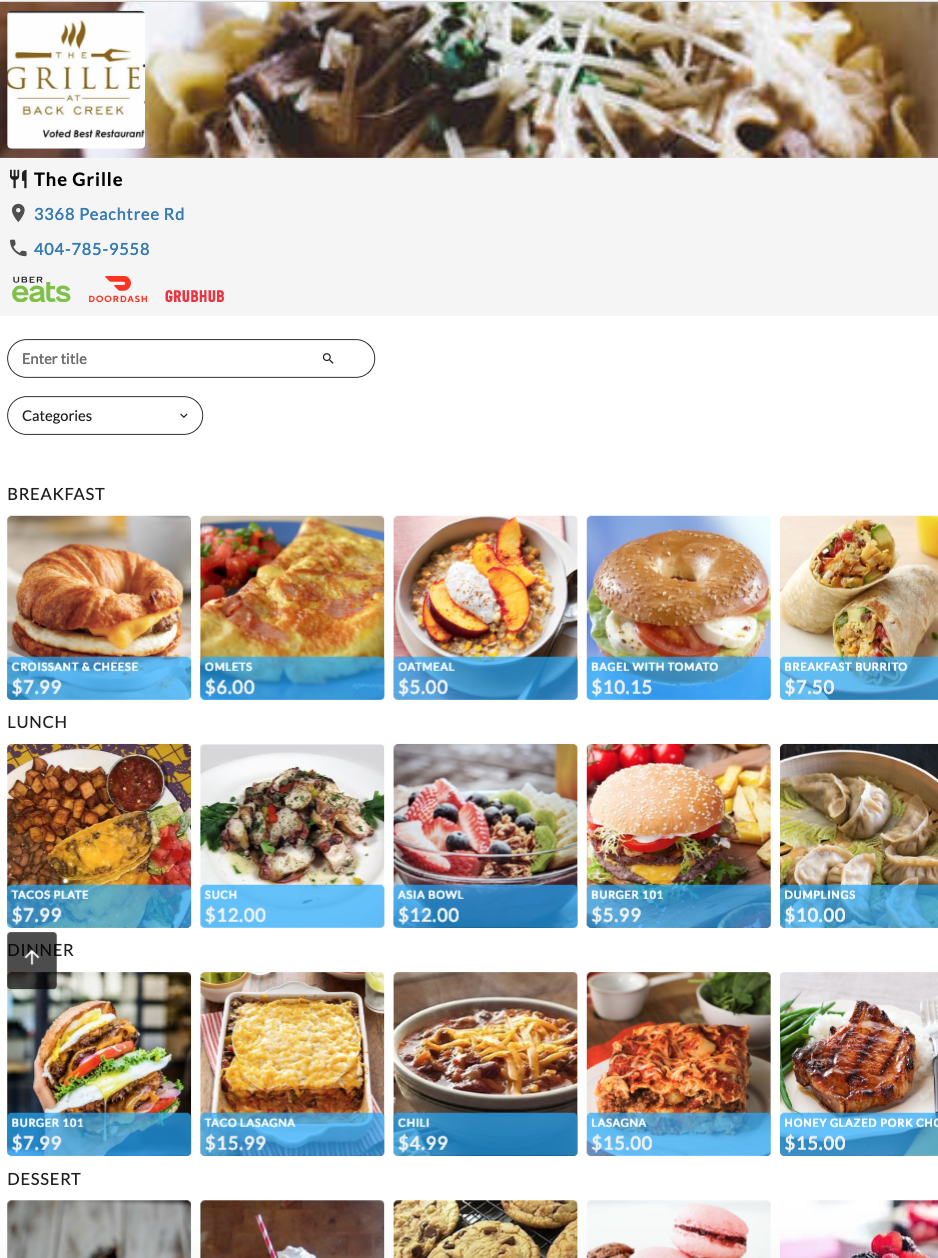 THE
GRILLE
AT
BACK CREEK
Voted Best Restaurant
The Grille
3368 Peachtree Rd
404-785-9558
UBER
eats
DOORDASH
GRUBHUB
Enter title
Categories
BREAKFAST
CROISSANT & CHEESE
$7.99
OMLETS
$6.00
OATMEAL
$5.00
BAGEL WITH TOMATO
$10.15
BREAKFAST BURRITO
$7.50
LUNCH
TACOS PLATE
$7.99
SUCH
$12.00
ASIA BOWL
$12.00
BURGER 101
$5.99
DUMPLINGS
$10.00
DINNER
BURGER 101
$7.99
TACO LASAGNA
$15.99
CHILI
$4.99
LASAGNA
$15.00
HONEY GLAZED PORK CHO
$15.00
DESSERT